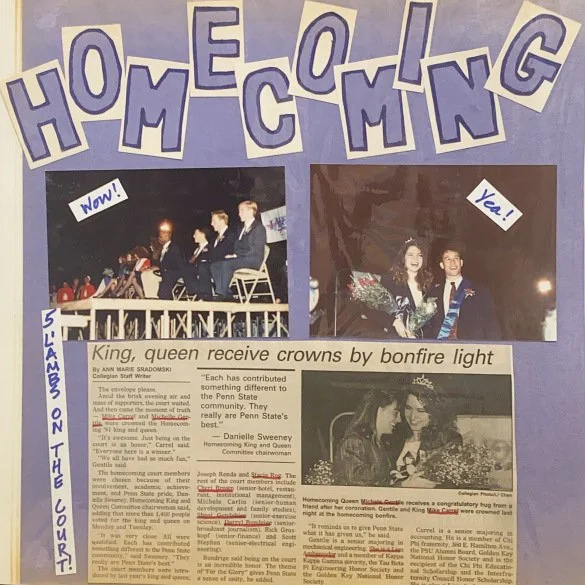 HOMECOMING
Wow!
Yea!
5 L'AMBS ON THE COURT!
King, queen receive crowns by bonfire light
By ANN MARIE SRADOMSKI
Collegian Staff Writer
The envelope please.
Amid the brisk evening air and
mass of supporters, the court waited.
And then came the moment of truth
— Mike Carrel and Michelle Gen-
tile were crowned the Homecom-
ing '91 king and queen.
"It's awesome. Just being on the
court is an honor," Carrel said.
"Everyone here is a winner."
"We all have had so much fun,"
Gentile said.
The homecoming court members
were chosen because of their
involvement, academic achieve-
ment, and Penn State pride, Dan-
ielle Sweeney, Homecoming King and
Queen Committee chairwoman said,
adding that more than 1,400 people
voted for the king and queen on
Monday and Tuesday.
"It was very close. All were
qualified. Each has contributed
something different to the Penn State
community," said Sweeney. "They
really are Penn State's best."
The court members were intro-
duced by last year's king and queen,
"Each has contributed
something different to
the Penn State
community. They
really are Penn State's
best."
— Danielle Sweeney
Homecoming King and Queen
Committee chairwoman
Joseph Renda and Stacie Rog. The
rest of the court members include
Cheri Brown (senior-hotel, restau-
rant, institutional management),
Michele Carlin (senior-human
development and family studies),
(senior-exercise
science), Darrel Bundridge (senior-
broadcast journalism), Rich Gros-
kopf (senior-finance) and Scott
Stephen (senior-electrical engi-
neering).
Bundridge said being on the court
is an incredible honor. The theme
of "For the Glory" gives Penn State
a sense of unity, he added.
Collegian Photo/J Chen
Homecoming Queen Michele Gentile receives a congratulatory hug from a
friend after her coronation. Gentile and King Mike Carrel were crowned last
night at the homecoming bonfire.
"It reminds us to give Penn State
what it has given us," he said.
Gentile is a senior majoring in
mechanical engineering. She is a Lion
Ambassador and a member of Kappa
Kappa Gamma sorority, the Tau Beta
Pi Engineering Honor Society and
the Golden Key National Honor
Society
Carrel is a senior majoring in
accounting. He is a member of Chi
Phi fraternity, 360 E. Hamilton Ave.,
the PSU Alumni Board, Golden Key
National Honor Society and is the
recipient of the Chi Phi Education
and Scholarship and the Interfra-
ternity Council Honor Scholarship